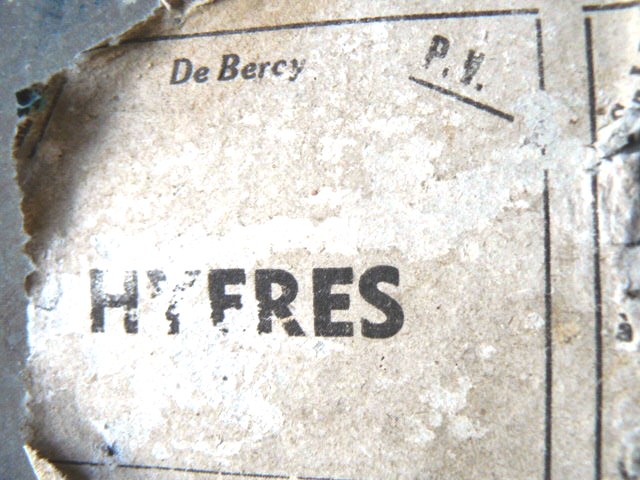 De Bercy
P.V.
HYERES
à